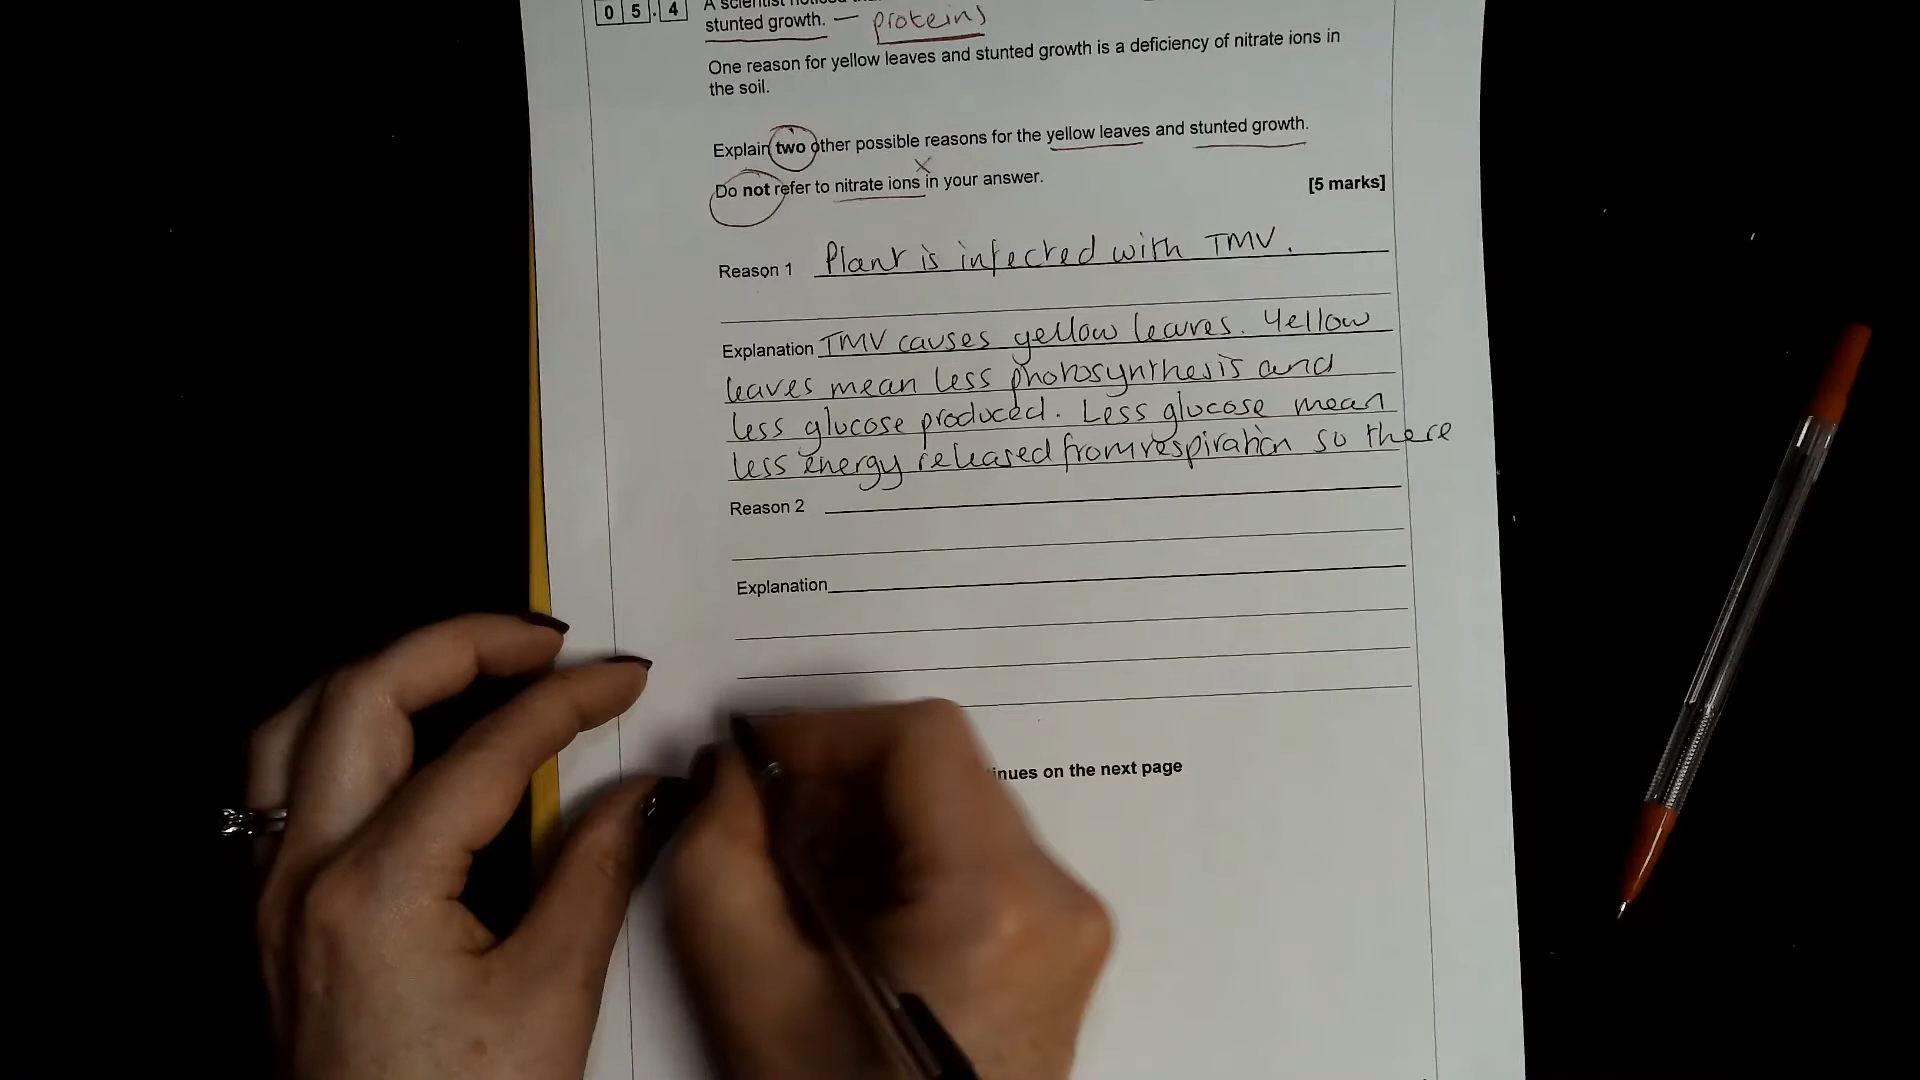 05.4
stunted growth. — proteins
One reason for yellow leaves and stunted growth is a deficiency of nitrate ions in
the soil.
Explain two other possible reasons for the yellow leaves and stunted growth.
Do not refer to nitrate ions in your answer.
[5 marks]
Reason 1 Plant is infected with TMV.
Explanation TMV causes yellow leaves. Yellow
leaves mean less photosynthesis and
less glucose produced. Less glucose mean
less energy released from respiration so there
Reason 2
Explanation
on the next page